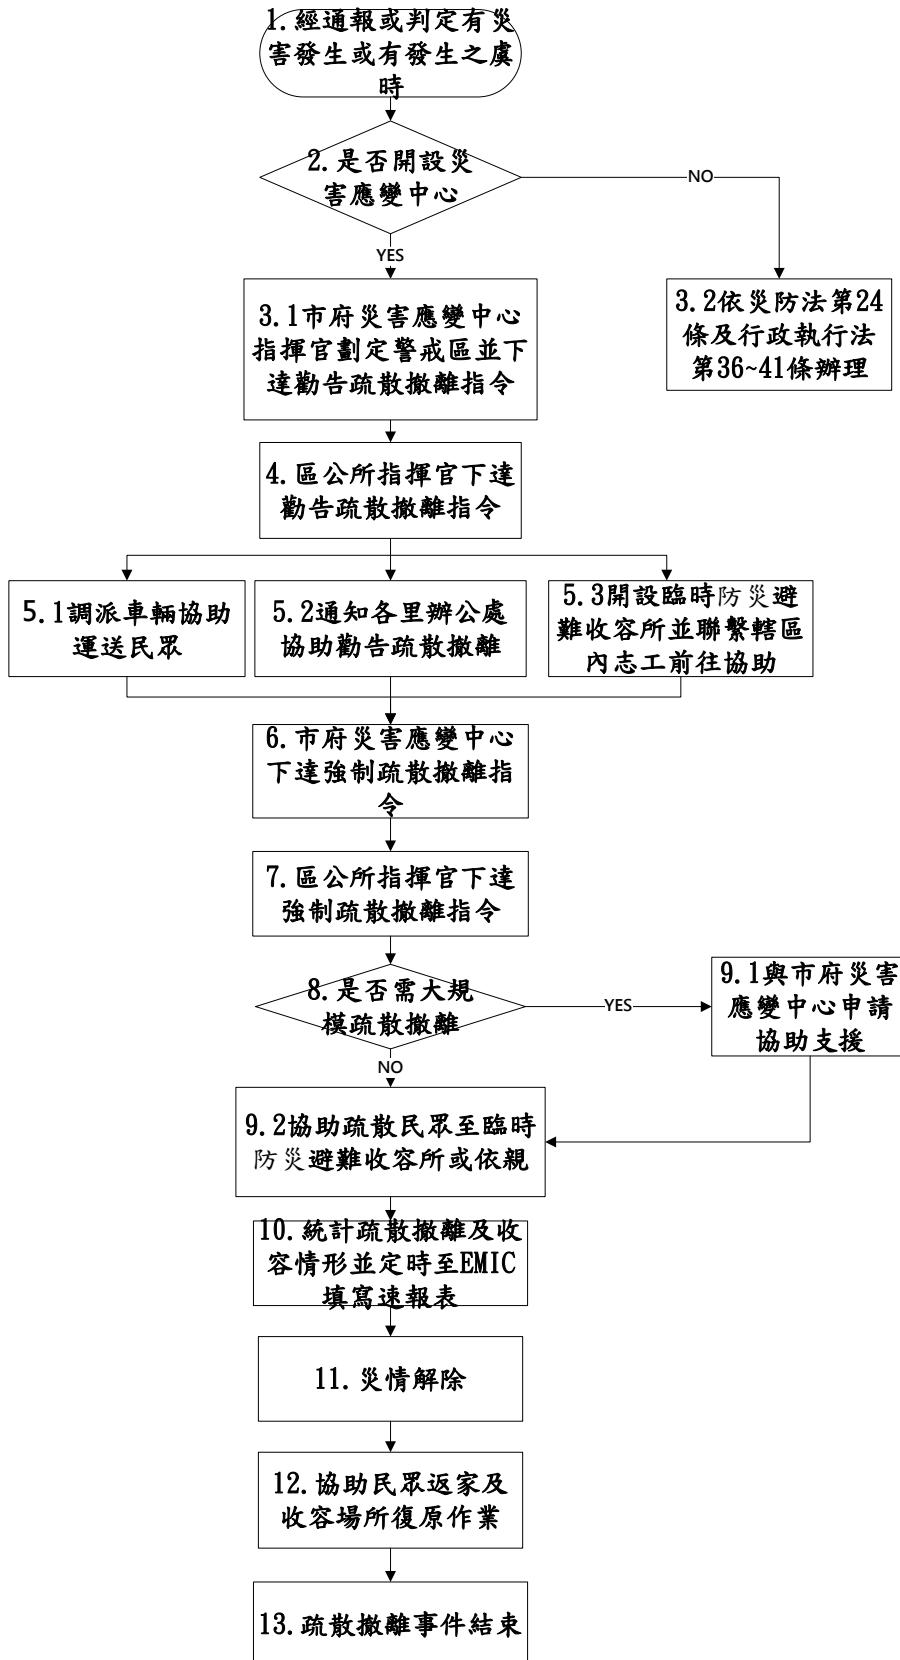 1.經通報或判定有災
害發生或有發生之虞
時
2.是否開設災
害應變中心
NO
YES
3.1市府災害應變中心
指揮官劃定警戒區並下
達勸告疏散撤離指令
3.2依災防法第24
條及行政執行法
第36~41條辦理
4.區公所指揮官下達
勸告疏散撤離指令
5.1調派車輛協助
運送民眾
5.2通知各里辦公處
協助勸告疏散撤離
5.3開設臨時防災避
難收容所並聯繫轄區
內志工前往協助
6.市府災害應變中心
下達強制疏散撤離指
令
7.區公所指揮官下達
強制疏散撤離指令
8.是否需大規
模疏散撤離
YES
9.1與市府災害
應變中心申請
協助支援
NO
9.2協助疏散民眾至臨時
防災避難收容所或依親
10.統計疏散撤離及收
容情形並定時至EMIC
填寫速報表
11.災情解除
12.協助民眾返家及
收容場所復原作業
13.疏散撤離事件結束